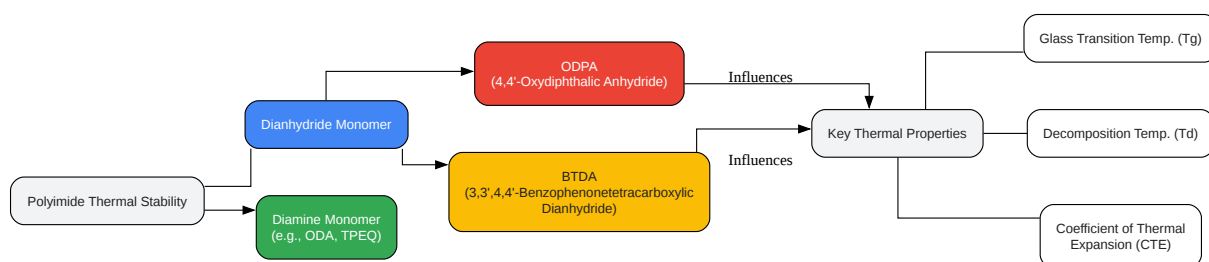 Polyimide Thermal Stability
Dianhydride Monomer
Diamine Monomer
(e.g., ODA, TPEQ)
ODPA
(4,4'-Oxydiphthalic Anhydride)
BTDA
(3,3',4,4'-Benzophenonetetracarboxylic
Dianhydride)
Influences
Influences
Key Thermal Properties
Glass Transition Temp. (Tg)
Decomposition Temp. (Td)
Coefficient of Thermal
Expansion (CTE)